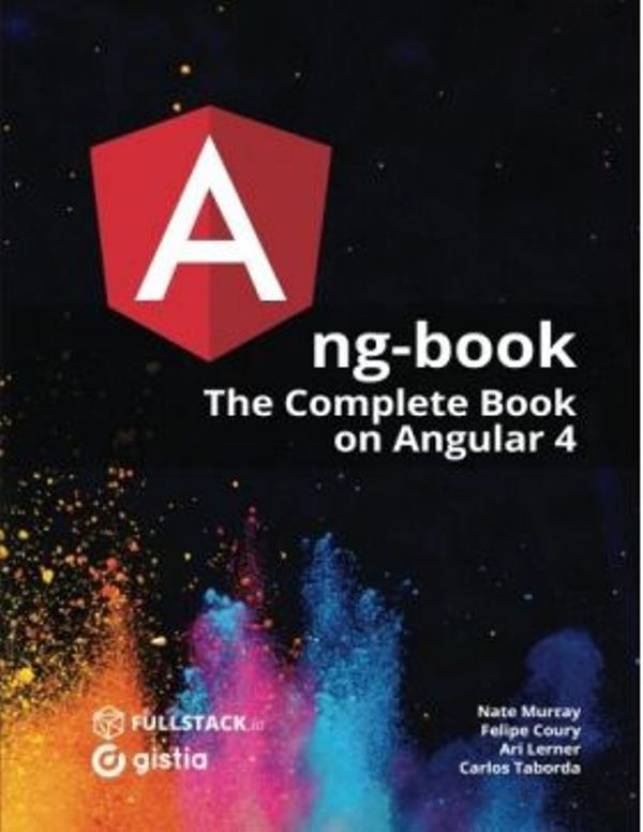 A
ng-book
The Complete Book
on Angular 4
FULLSTACK.io
gistia
Nate Murray
Felipe Coury
Ari Lerner
Carlos Taborda